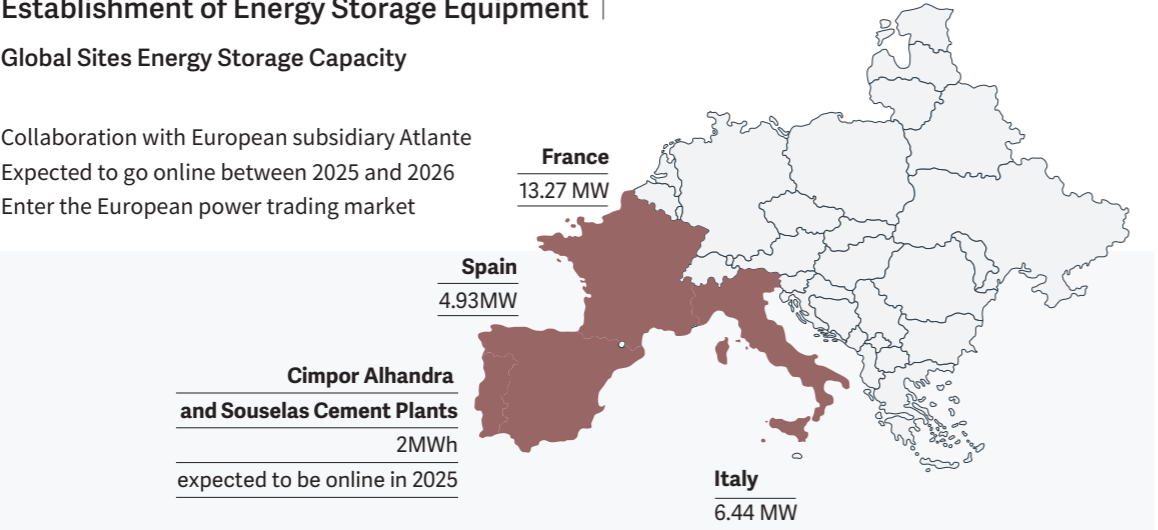 Establishment of Energy Storage Equipment
Global Sites Energy Storage Capacity
Collaboration with European subsidiary Atlante
Expected to go online between 2025 and 2026
Enter the European power trading market
France
13.27 MW
Spain
4.93MW
Cimpor Alhandra
and Souselas Cement Plants
2MWh
expected to be online in 2025
Italy
6.44 MW